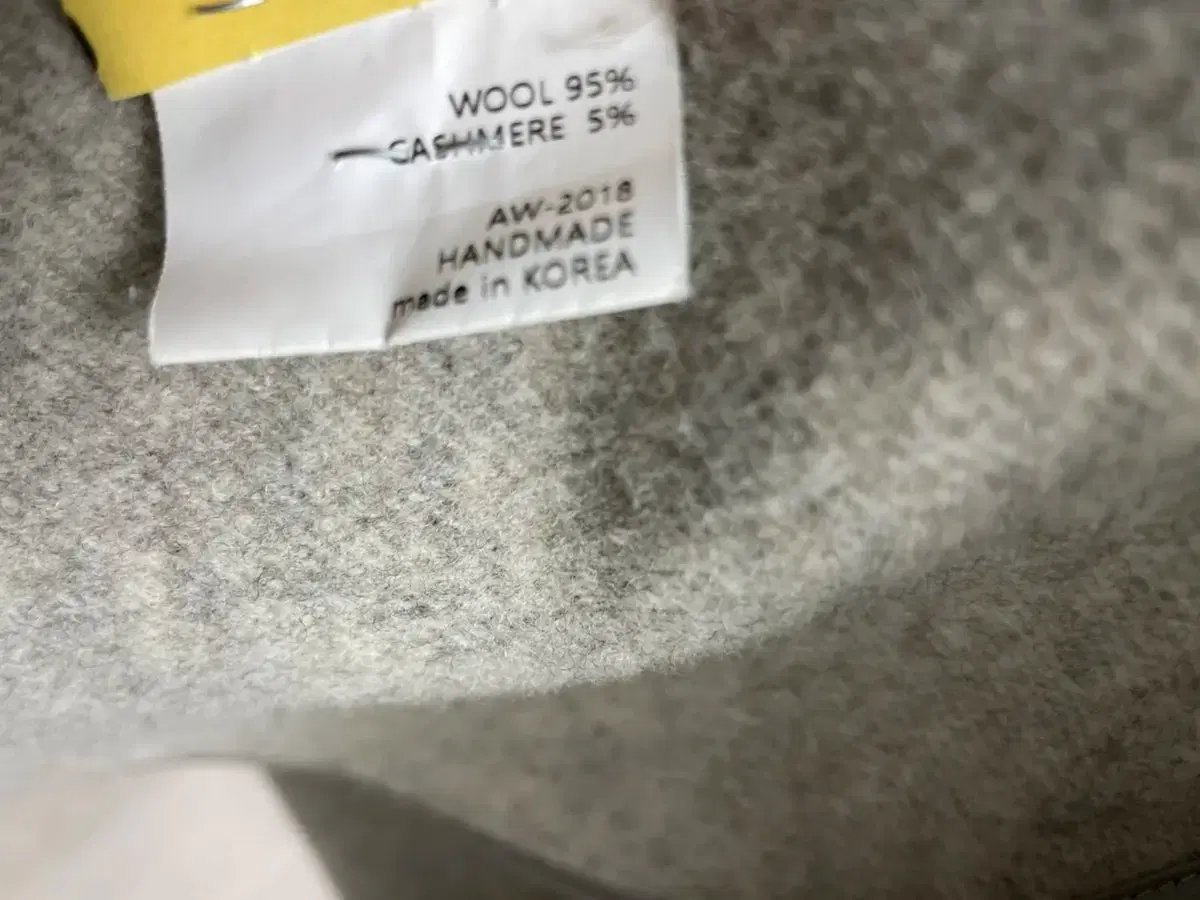 WOOL 95%
CASHMERE 5%
AW-2018
HANDMADE
made in KOREA